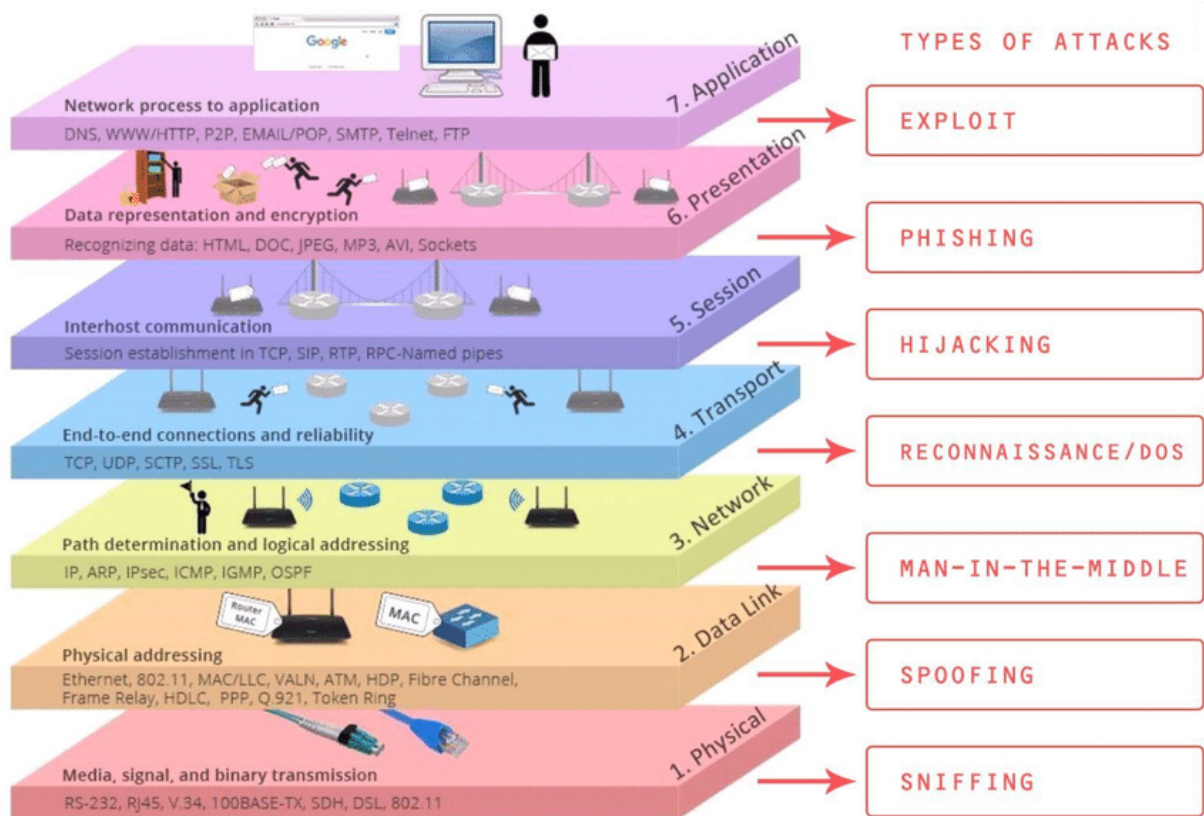 Google
TYPES OF ATTACKS
7. Application
Network process to application
DNS, WWW/HTTP, P2P, EMAIL/POP, SMTP, Telnet, FTP
EXPLOIT
6. Presentation
Data representation and encryption
Recognizing data: HTML, DOC, JPEG, MP3, AVI, Sockets
PHISHING
5. Session
Interhost communication
Session establishment in TCP, SIP, RTP, RPC-Named pipes
HIJACKING
4. Transport
End-to-end connections and reliability
TCP, UDP, SCTP, SSL, TLS
RECONNAISSANCE/DOS
3. Network
Path determination and logical addressing
IP, ARP, IPsec, ICMP, IGMP, OSPF
MAN-IN-THE-MIDDLE
Router
MAC
MAC
2. Data Link
Physical addressing
Ethernet, 802.11, MAC/LLC, VALN, ATM, HDP, Fibre Channel,
Frame Relay, HDLC, PPP, Q.921, Token Ring
SPOOFING
1. Physical
Media, signal, and binary transmission
RS-232, RJ45, V.34, 100BASE-TX, SDH, DSL, 802.11
SNIFFING